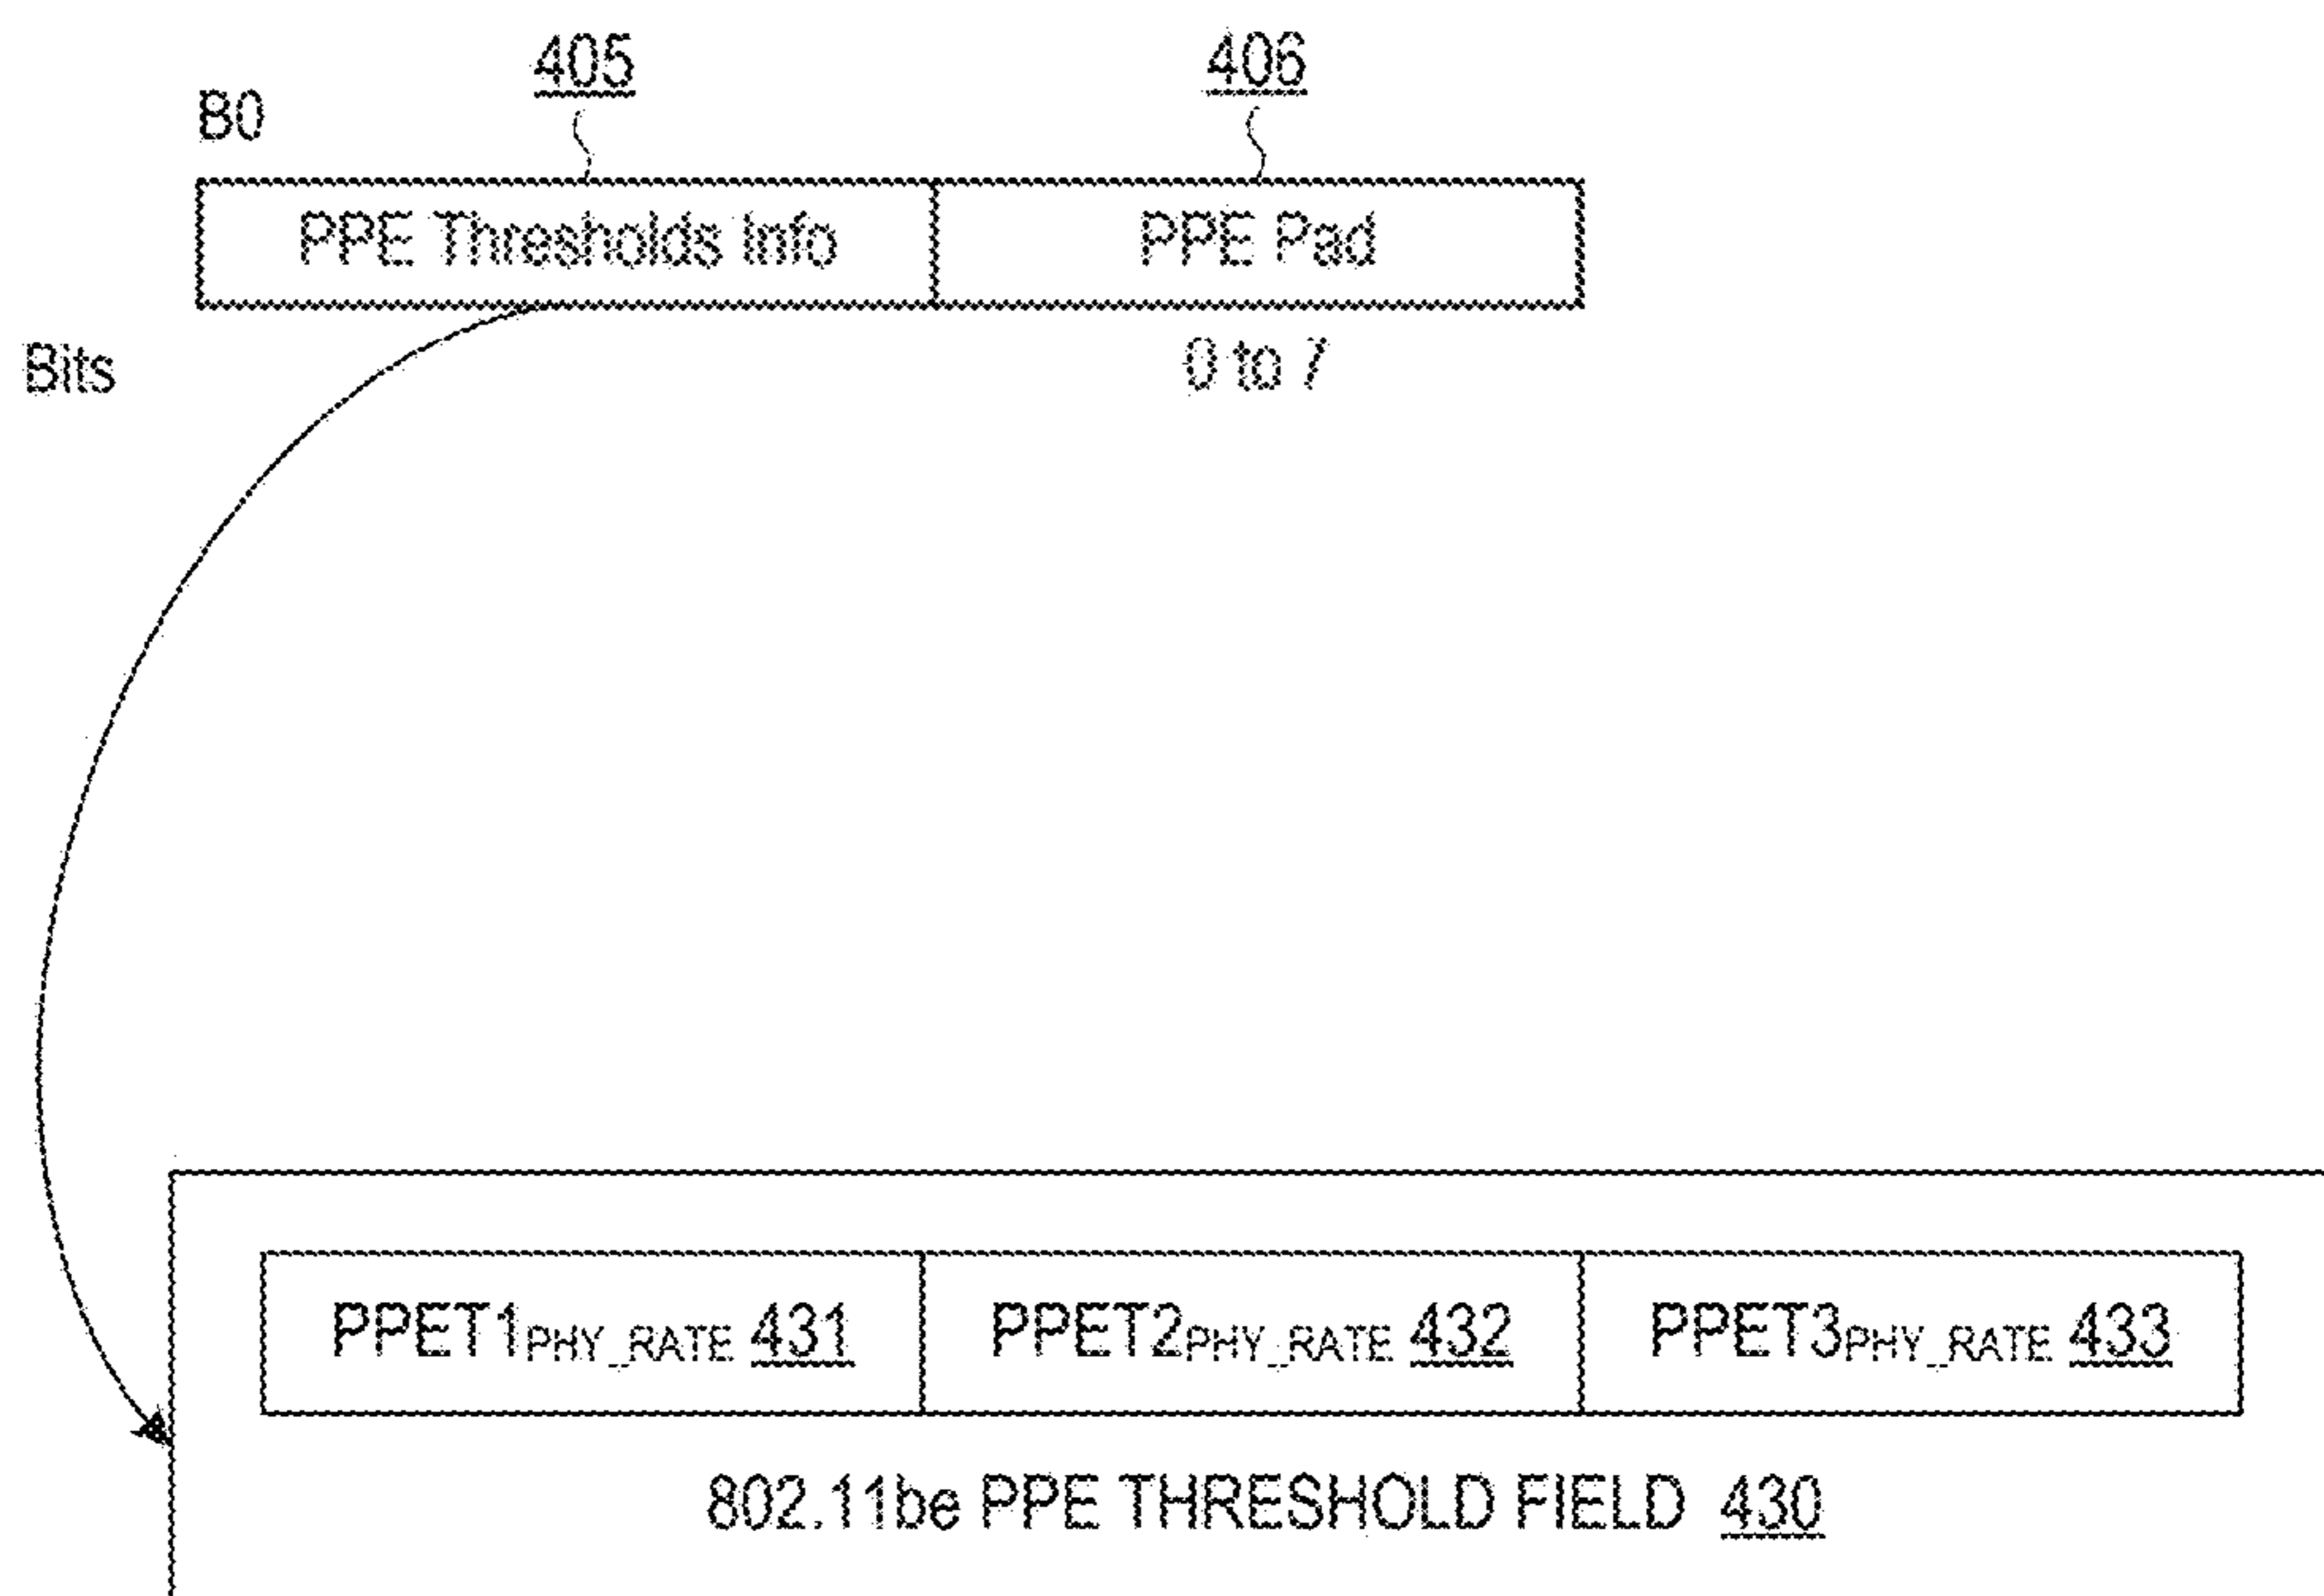 405 406
B0
PPE Thresholds Info PPE Pad
Bits 0 to 7
PPET1PHY_RATE 431 PPET2PHY_RATE 432 PPET3PHY_RATE 433
802.11be PPE THRESHOLD FIELD 430